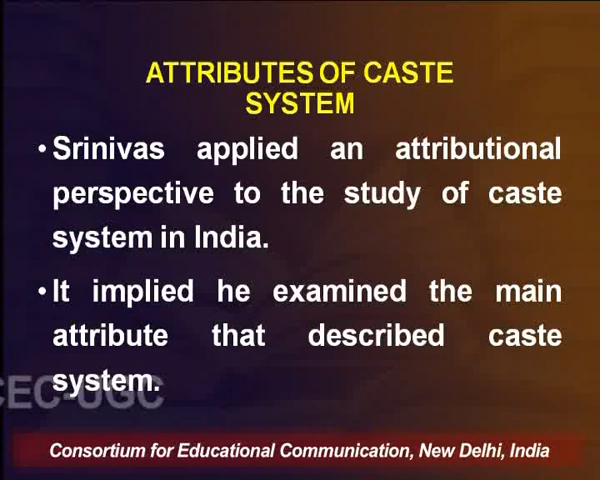 ATTRIBUTES OF CASTE
SYSTEM
• Srinivas applied an attributional
perspective to the study of caste
system in India.
• It implied he examined the main
attribute that described caste
system.
CEC-UGC
Consortium for Educational Communication, New Delhi, India